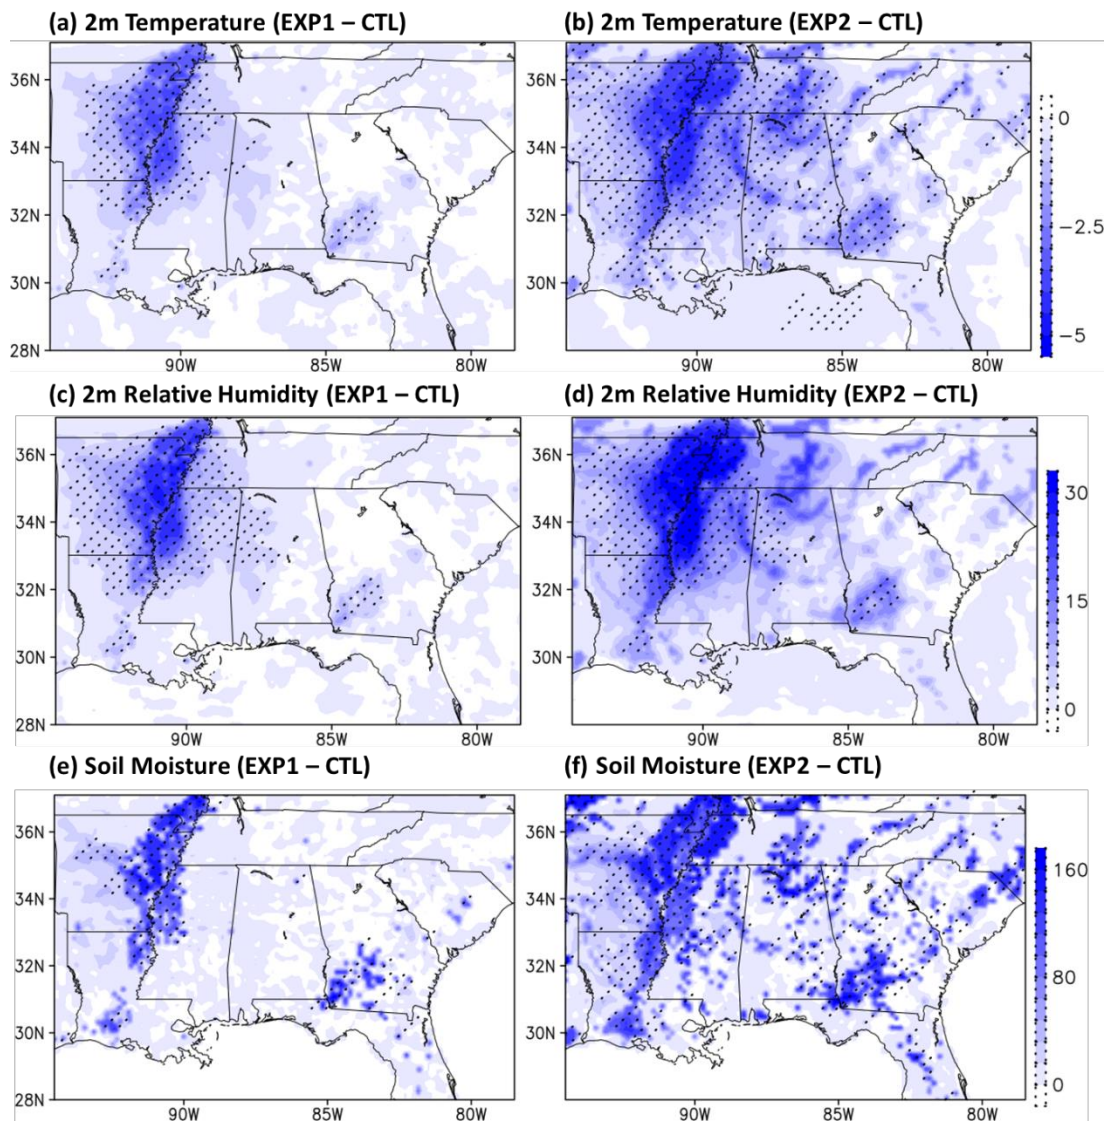 (a) 2m Temperature (EXP1 – CTL)
(b) 2m Temperature (EXP2 – CTL)
36N
34N
32N
30N
28N
90W
85W
80W
36N
34N
32N
30N
28N
90W
85W
80W
0
−2.5
−5
(c) 2m Relative Humidity (EXP1 – CTL)
(d) 2m Relative Humidity (EXP2 – CTL)
36N
34N
32N
30N
28N
90W
85W
80W
36N
34N
32N
30N
28N
90W
85W
80W
30
15
0
(e) Soil Moisture (EXP1 – CTL)
(f) Soil Moisture (EXP2 – CTL)
36N
34N
32N
30N
28N
90W
85W
80W
36N
34N
32N
30N
28N
90W
85W
80W
160
80
0